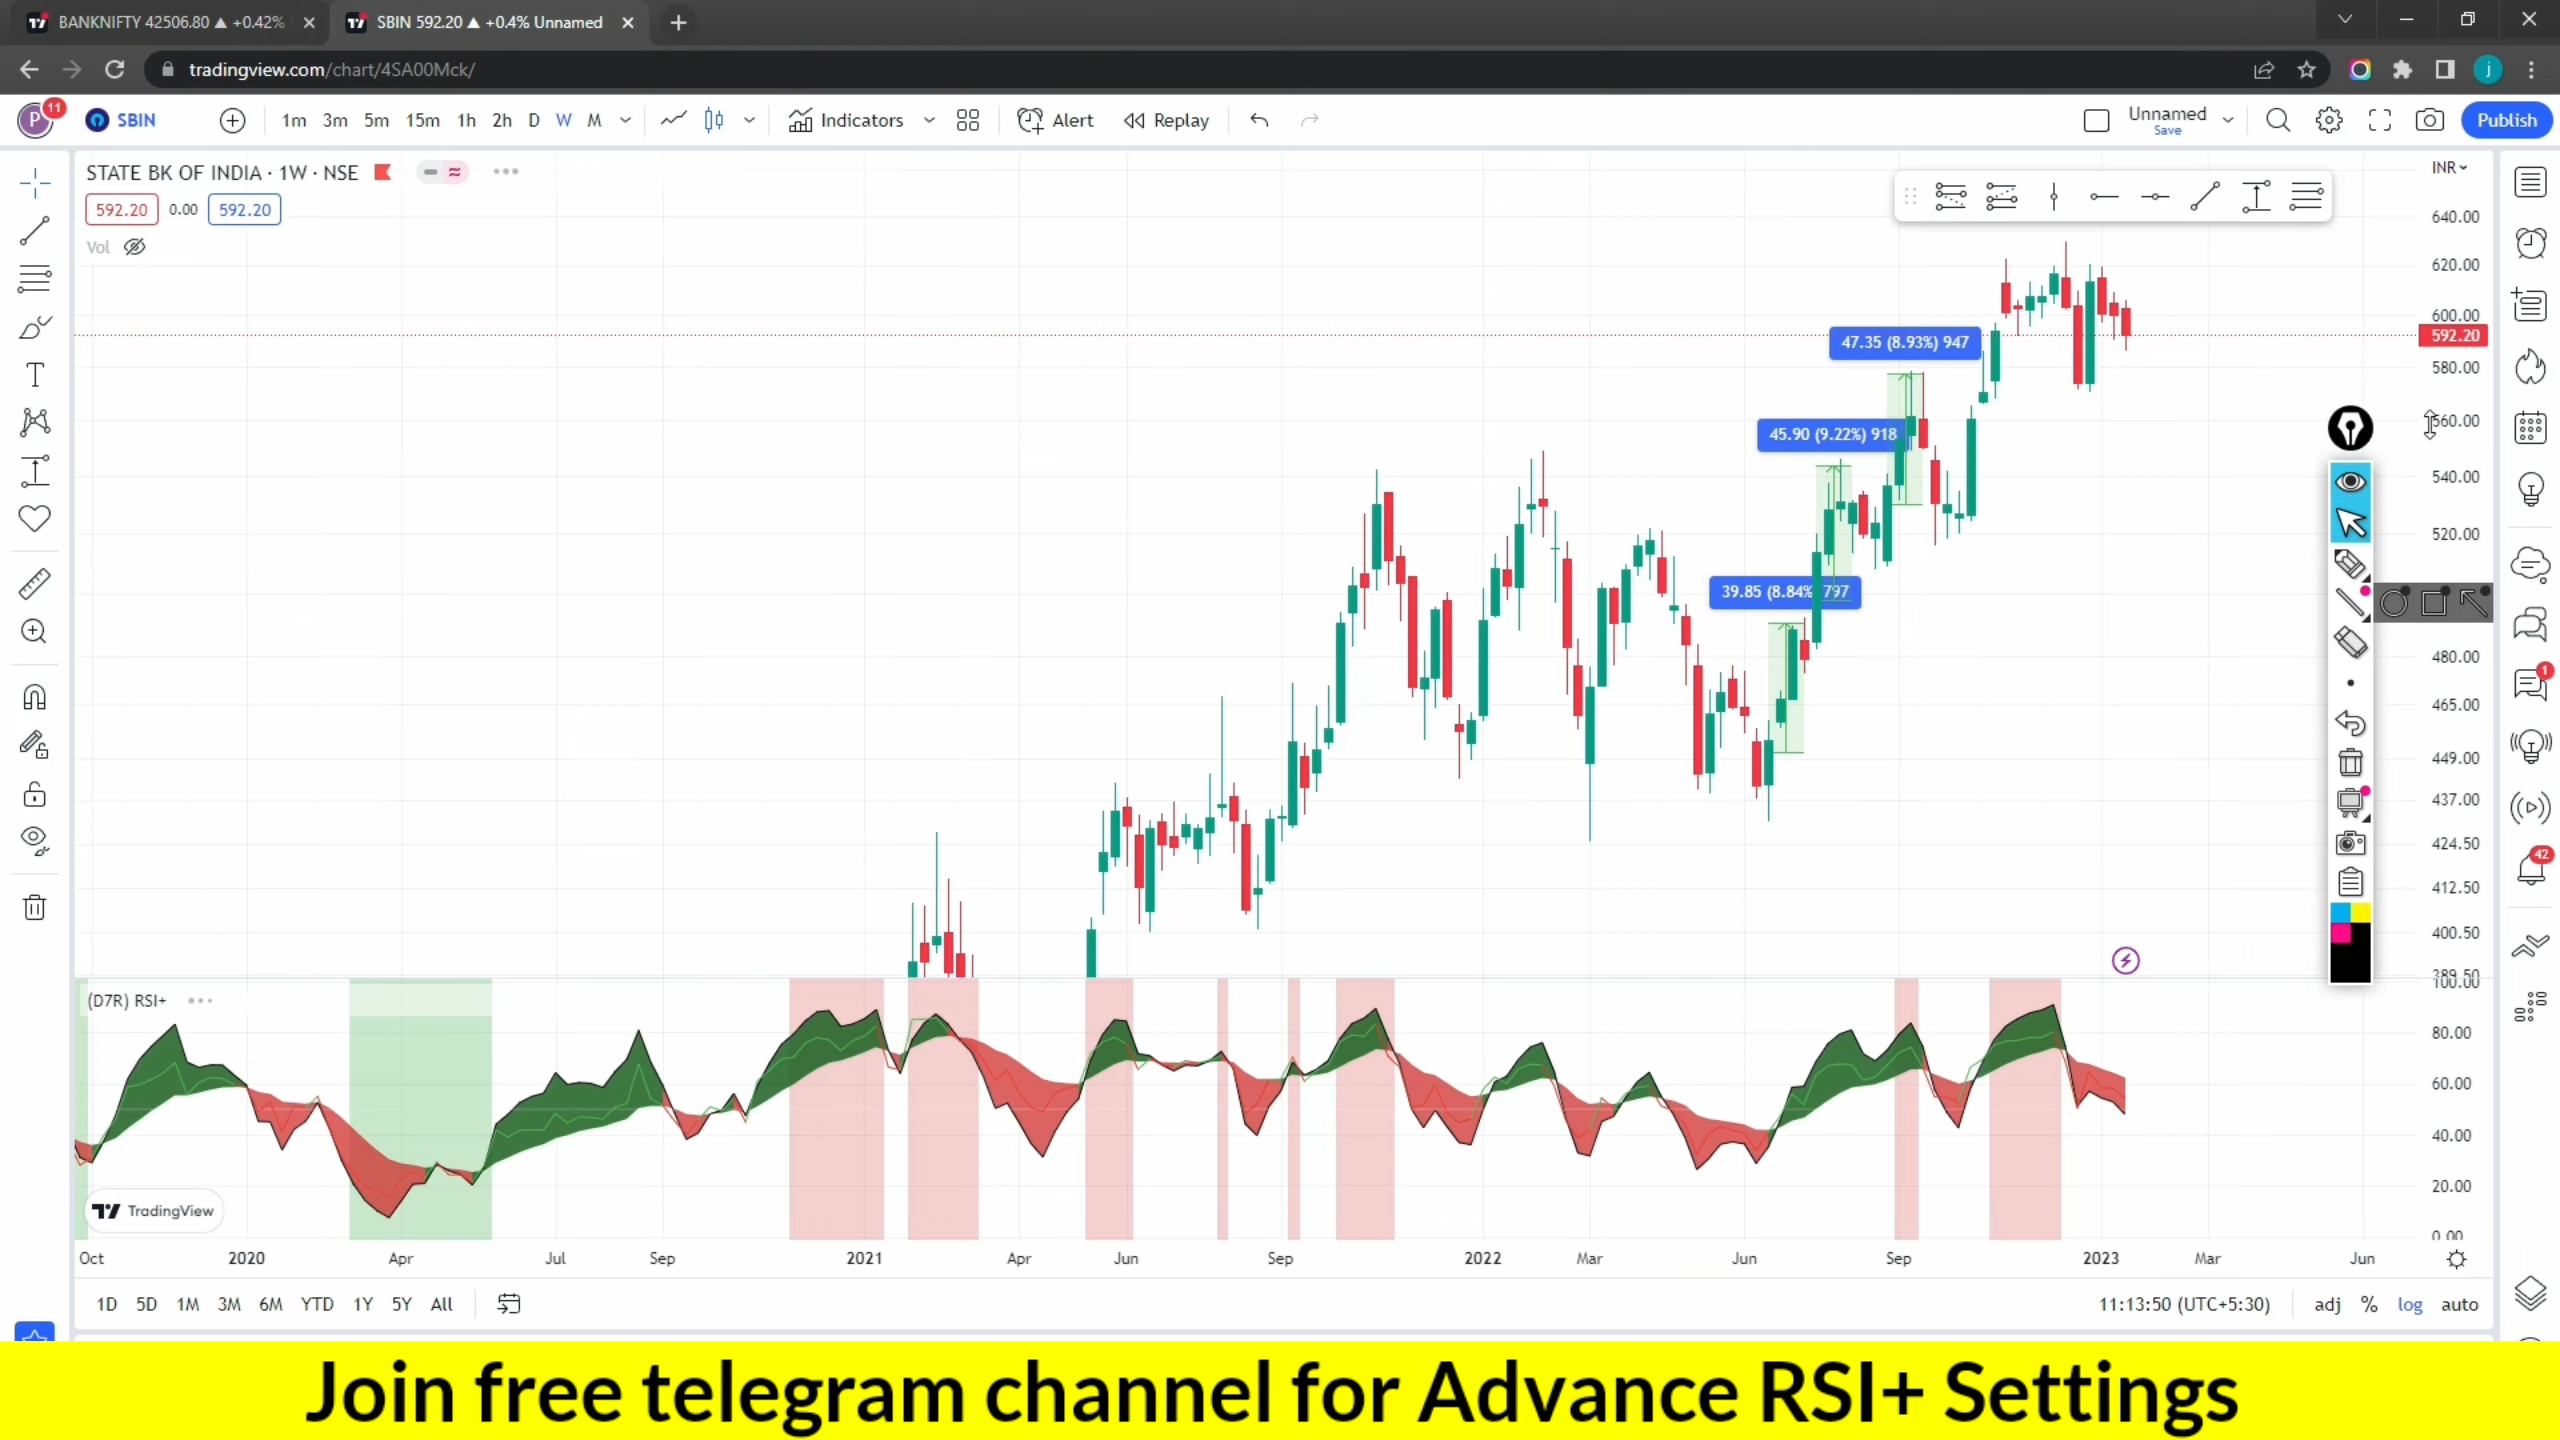 BANKNIFTY 42506.80 ▲ +0.42%
SBIN 592.20 ▲ +0.4% Unnamed
tradingview.com/chart/4SA00Mck/
j
P 11
SBIN
1m 3m 5m 15m 1h 2h D W M
Indicators
Alert
Replay
Unnamed
Save
Publish
STATE BK OF INDIA · 1W · NSE
592.20 0.00 592.20
Vol
INR
640.00
620.00
600.00
592.20
580.00
560.00
540.00
520.00
480.00
465.00
449.00
437.00
424.50
412.50
400.50
389.50
47.35 (8.93%) 947
45.90 (9.22%) 918
39.85 (8.84%) 797
1
42
(D7R) RSI+
100.00
80.00
60.00
40.00
20.00
0.00
TradingView
Oct 2020 Apr Jul Sep 2021 Apr Jun Sep 2022 Mar Jun Sep 2023 Mar Jun
1D 5D 1M 3M 6M YTD 1Y 5Y All
11:13:50 (UTC+5:30)
adj % log auto
Join free telegram channel for Advance RSI+ Settings